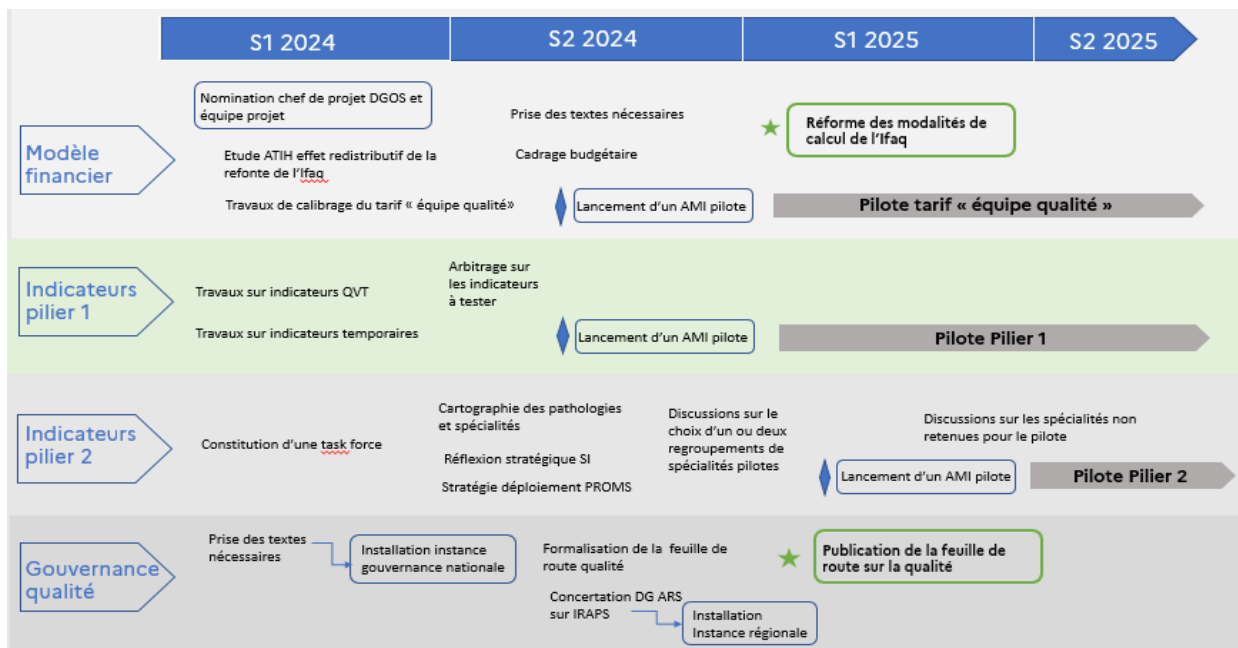 S1 2024
S2 2024
S1 2025
S2 2025
Modèle
financier
Nomination chef de projet DGOS et
équipe projet
Etude ATIH effet redistributif de la
refonte de l'Ifaq
Travaux de calibrage du tarif « équipe qualité»
Prise des textes nécessaires
Cadrage budgétaire
Lancement d'un AMI pilote
Réforme des modalités de
calcul de l'Ifaq
Pilote tarif « équipe qualité »
Indicateurs
pilier 1
Travaux sur indicateurs QVT
Travaux sur indicateurs temporaires
Arbitrage sur
les indicateurs
à tester
Lancement d'un AMI pilote
Pilote Pilier 1
Indicateurs
pilier 2
Constitution d'une task force
Cartographie des pathologies
et spécialités
Réflexion stratégique SI
Stratégie déploiement PROMS
Discussions sur le
choix d'un ou deux
regroupements de
spécialités pilotes
Discussions sur les spécialités non
retenues pour le pilote
Lancement d'un AMI pilote
Pilote Pilier 2
Gouvernance
qualité
Prise des textes
nécessaires
Installation instance
gouvernance nationale
Formalisation de la feuille de
route qualité
Concertation DG ARS
sur IRAPS
Installation
Instance régionale
Publication de la feuille de
route sur la qualité